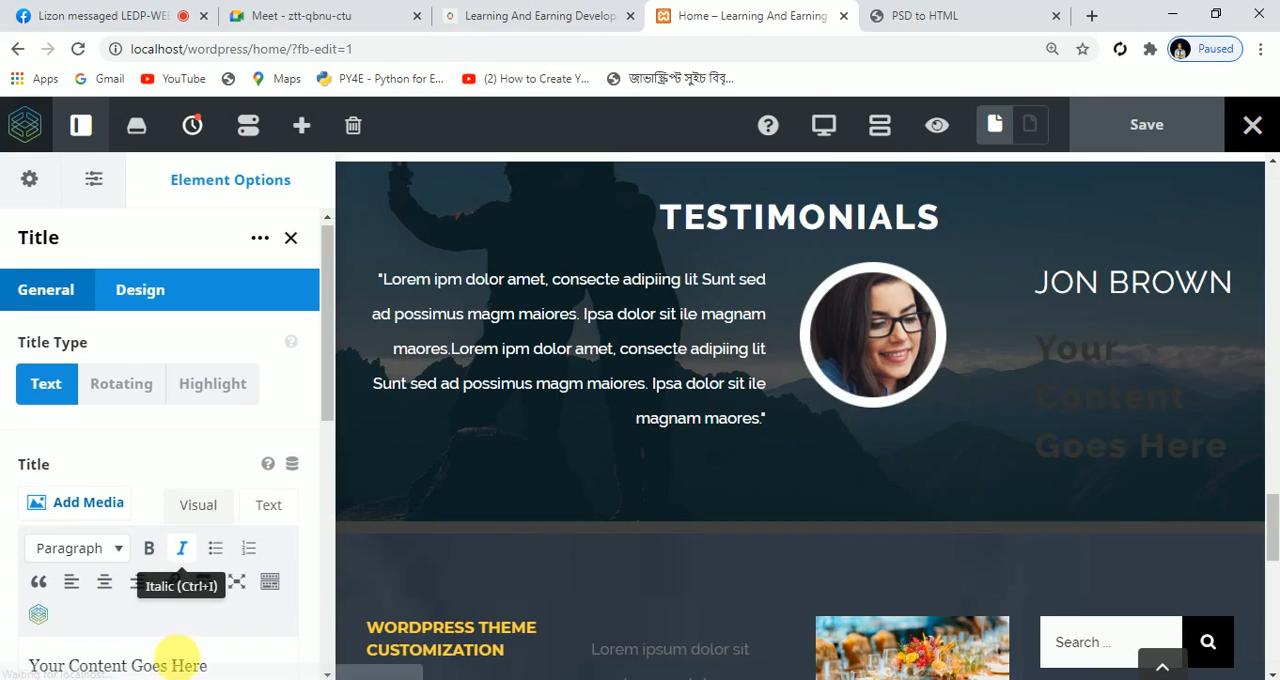 Lizon messaged LEDP-WEB
Meet - ztt-qbnu-ctu
Learning And Earning Develop
Home – Learning And Earning
PSD to HTML
localhost/wordpress/home/?fb-edit=1
Paused
Apps
Gmail
YouTube
Maps
PY4E - Python for E...
(2) How to Create Y...
জাভাস্ক্রিপ্ট সুইচ বিবৃ...
Save
Element Options
Title
General
Design
Title Type
Text
Rotating
Highlight
Title
Add Media
Visual
Text
Paragraph
B
I
Italic (Ctrl+I)
Your Content Goes Here
Waiting for localhost...
TESTIMONIALS
"Lorem ipm dolor amet, consecte adipiing lit Sunt sed
ad possimus magm maiores. Ipsa dolor sit ile magnam
maores.Lorem ipm dolor amet, consecte adipiing lit
Sunt sed ad possimus magm maiores. Ipsa dolor sit ile
magnam maores."
JON BROWN
Your
Content
Goes Here
WORDPRESS THEME
CUSTOMIZATION
Lorem ipsum dolor sit
Search ...